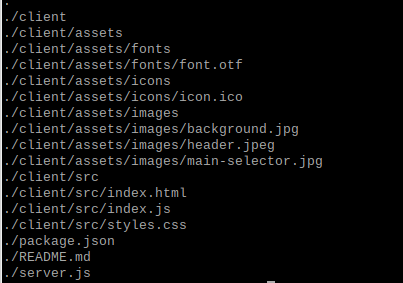 .
./client
./client/assets
./client/assets/fonts
./client/assets/fonts/font.otf
./client/assets/icons
./client/assets/icons/icon.ico
./client/assets/images
./client/assets/images/background.jpg
./client/assets/images/header.jpeg
./client/assets/images/main-selector.jpg
./client/src
./client/src/index.html
./client/src/index.js
./client/src/styles.css
./package.json
./README.md
./server.js